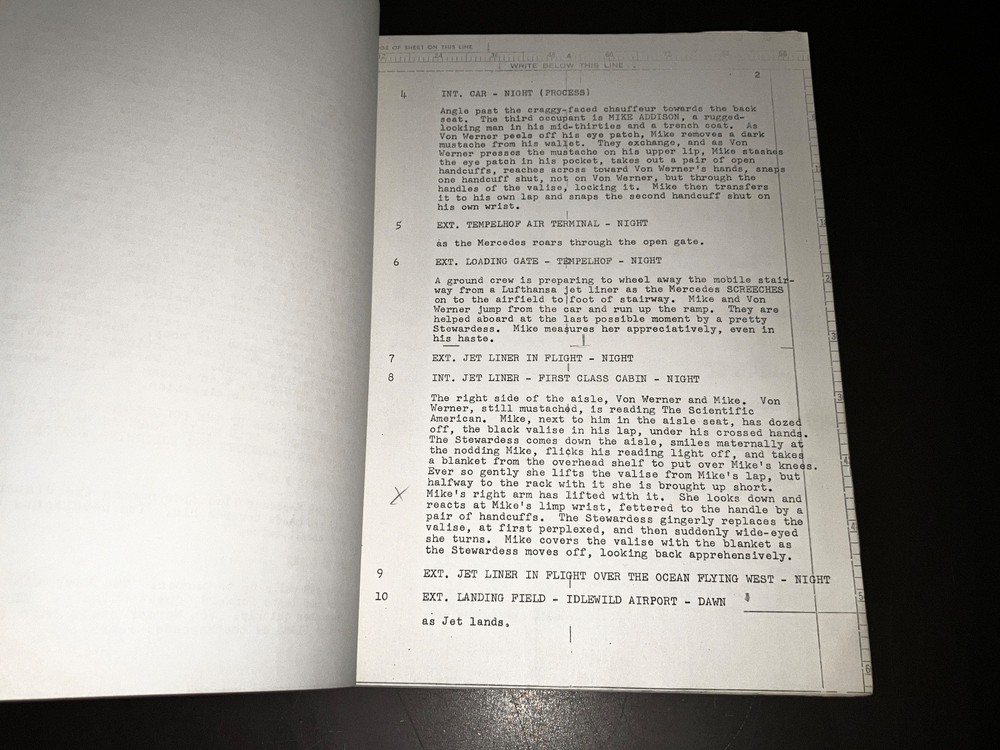 OF SHEET ON THIS LINE
WRITE BELOW THIS LINE
2
4 INT. CAR - NIGHT (PROCESS)
Angle past the craggy-faced chauffeur towards the back
seat. The third occupant is MIKE ADDISON, a rugged-
looking man in his mid-thirties and a trench coat. As
Von Werner peels off his eye patch, Mike removes a dark
mustache from his wallet. They exchange, and as Von
Werner presses the mustache on his upper lip, Mike stashes
the eye patch in his pocket, takes out a pair of open
handcuffs, reaches across toward Von Werner's hands, snaps
one handcuff shut, not on Von Werner, but through the
handles of the valise, locking it. Mike then transfers
it to his own lap and snaps the second handcuff shut on
his own wrist.
5 EXT. TEMPELHOF AIR TERMINAL - NIGHT
as the Mercedes roars through the open gate.
6 EXT. LOADING GATE - TEMPELHOF - NIGHT
A ground crew is preparing to wheel away the mobile stair-
way from a Lufthansa jet liner as the Mercedes SCREECHES
on to the airfield to foot of stairway. Mike and Von
Werner jump from the car and run up the ramp. They are
helped aboard at the last possible moment by a pretty
Stewardess. Mike measures her appreciatively, even in
his haste.
7 EXT. JET LINER IN FLIGHT - NIGHT
8 INT. JET LINER - FIRST CLASS CABIN - NIGHT
The right side of the aisle, Von Werner and Mike. Von
Werner, still mustached, is reading The Scientific
American. Mike, next to him in the aisle seat, has dozed
off, the black valise in his lap, under his crossed hands.
The Stewardess comes down the aisle, smiles maternally at
the nodding Mike, flicks his reading light off, and takes
a blanket from the overhead shelf to put over Mike's knees.
Ever so gently she lifts the valise from Mike's lap, but
halfway to the rack with it she is brought up short.
Mike's right arm has lifted with it. She looks down and
reacts at Mike's limp wrist, fettered to the handle by a
pair of handcuffs. The Stewardess gingerly replaces the
valise, at first perplexed, and then suddenly wide-eyed
she turns. Mike covers the valise with the blanket as
the Stewardess moves off, looking back apprehensively.
9 EXT. JET LINER IN FLIGHT OVER THE OCEAN FLYING WEST - NIGHT
10 EXT. LANDING FIELD - IDLEWILD AIRPORT - DAWN
as Jet lands.